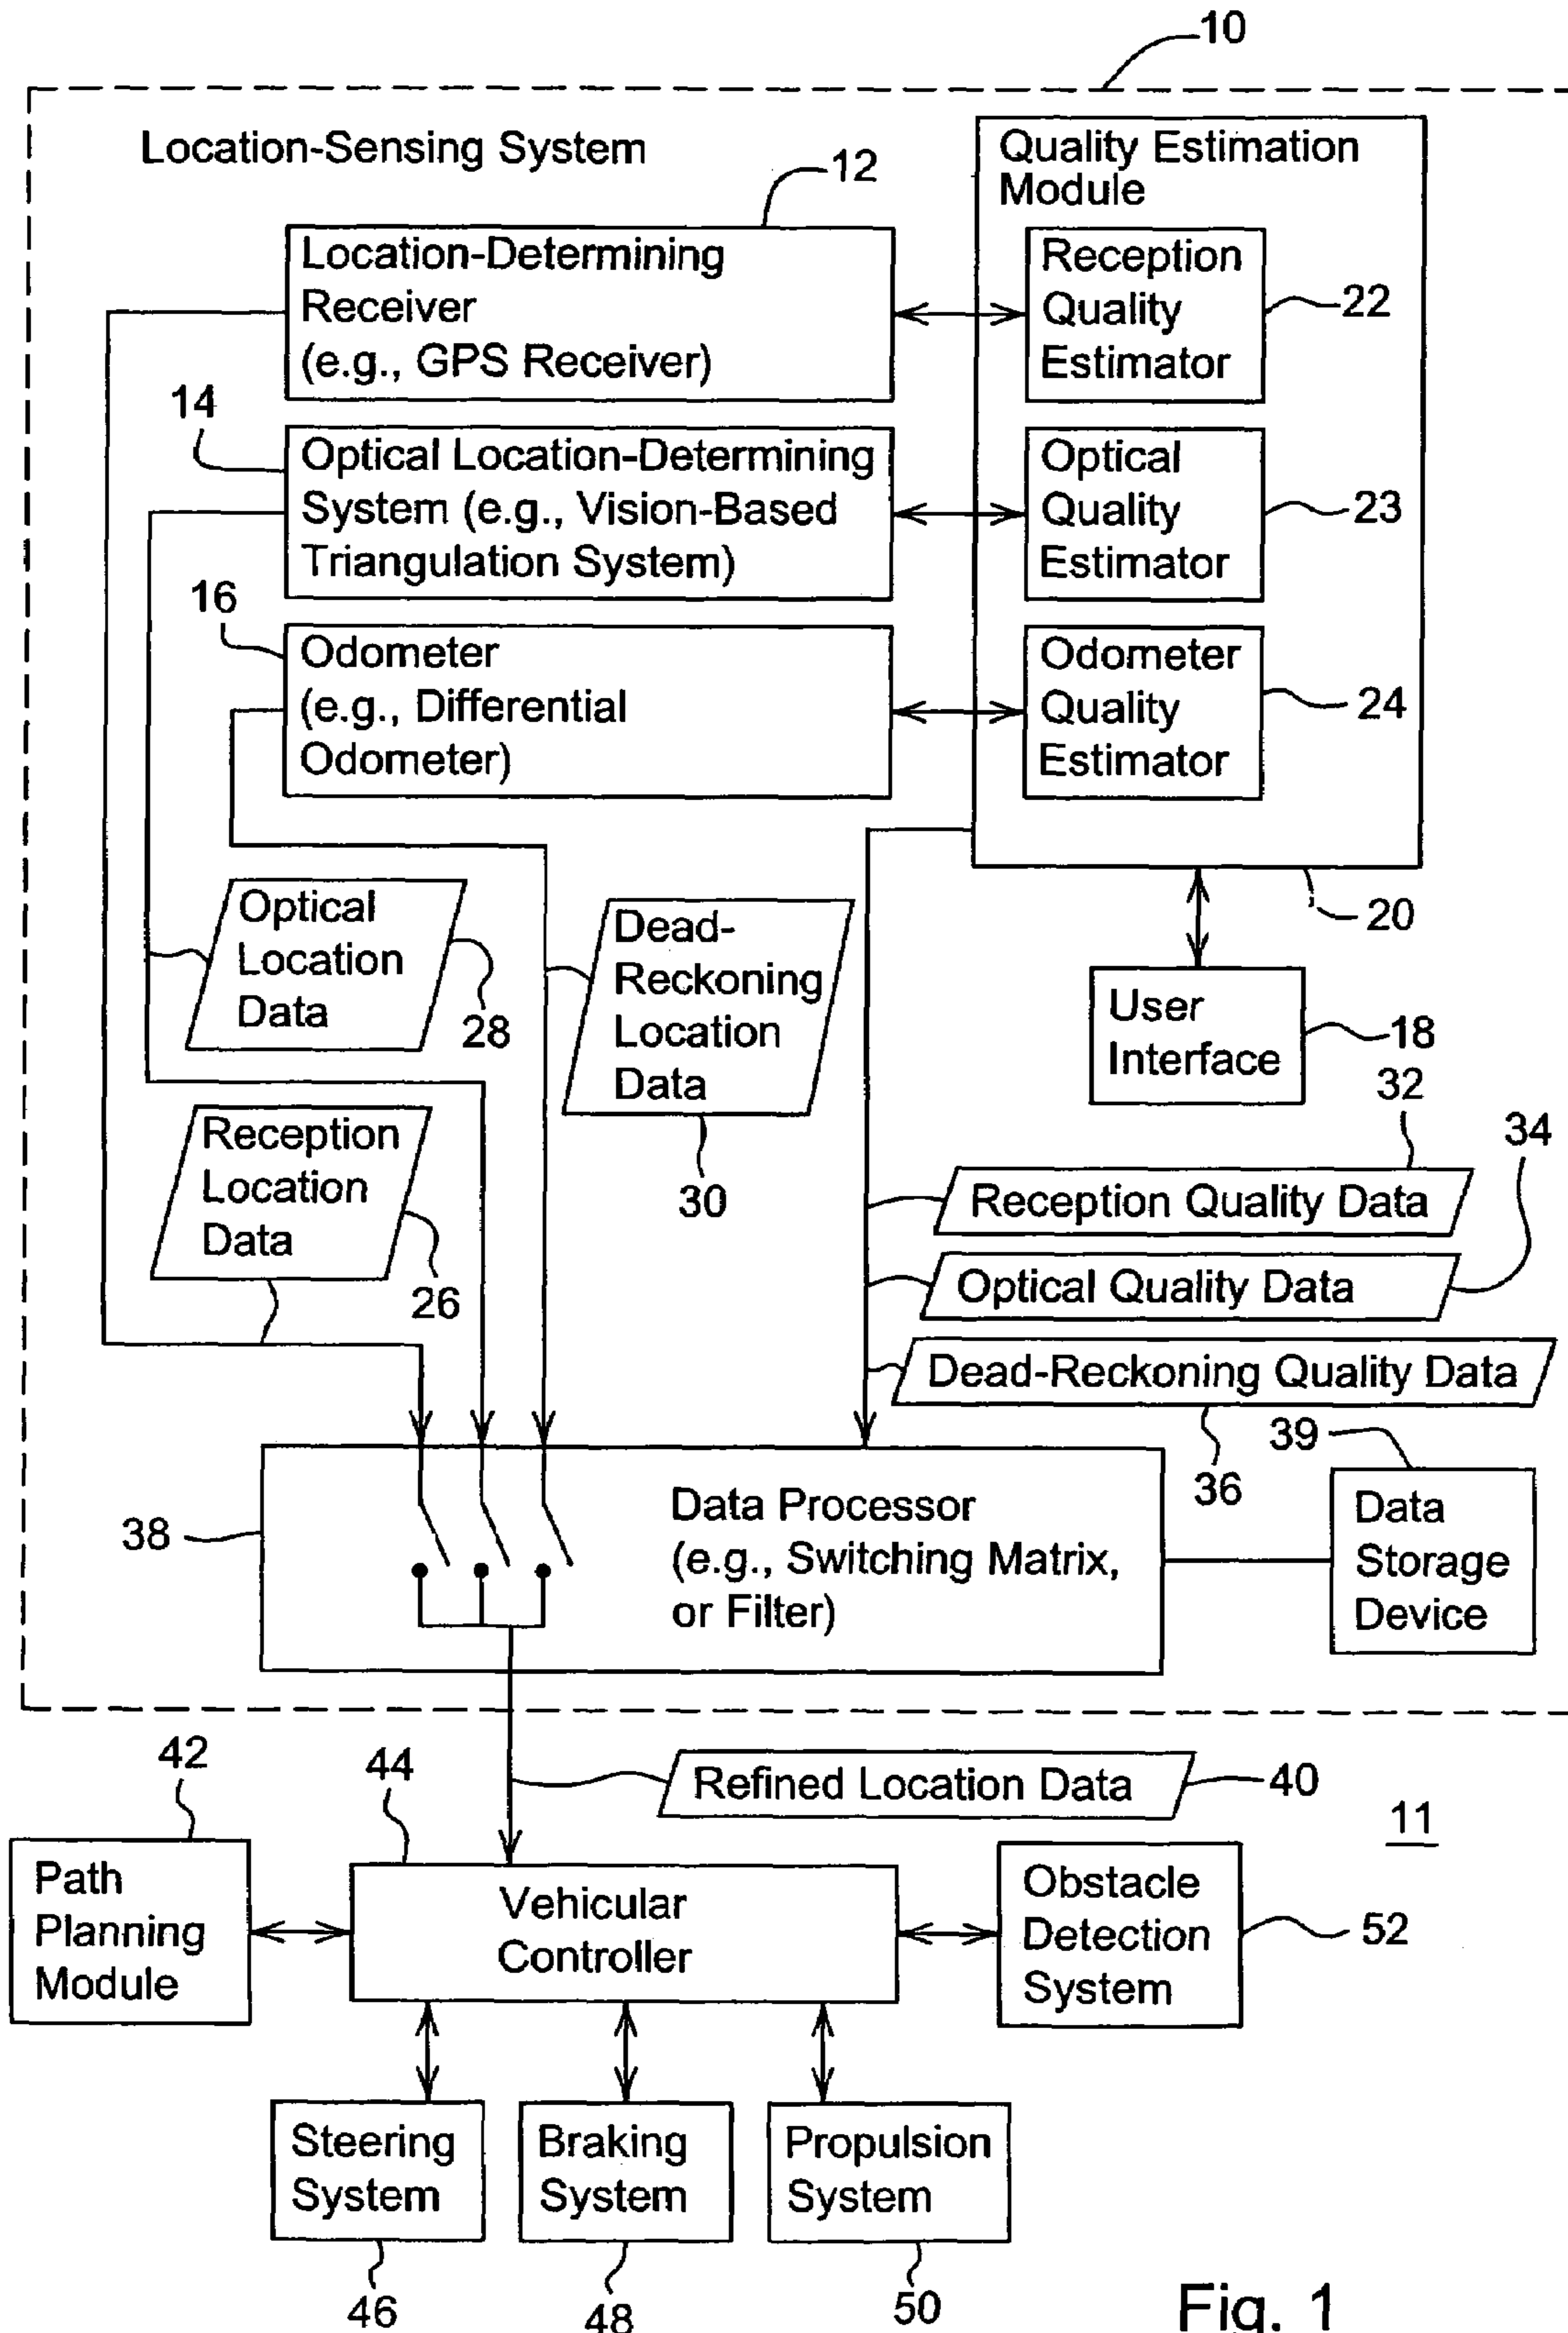 10
Location-Sensing System
12
Quality Estimation
Module
Location-Determining
Receiver
(e.g., GPS Receiver)
Reception
Quality
Estimator
22
14
Optical Location-Determining
System (e.g., Vision-Based
Triangulation System)
Optical
Quality
Estimator
23
16
Odometer
(e.g., Differential
Odometer)
Odometer
Quality
Estimator
24
20
Optical
Location
Data
28
Dead-
Reckoning
Location
Data
30
User
Interface
18
Reception
Location
Data
26
32
34
Reception Quality Data
Optical Quality Data
Dead-Reckoning Quality Data
36
39
38
Data Processor
(e.g., Switching Matrix,
or Filter)
Data
Storage
Device
42
44
Refined Location Data
40
11
Path
Planning
Module
Vehicular
Controller
Obstacle
Detection
System
52
Steering
System
Braking
System
Propulsion
System
46
48
50
Fig. 1